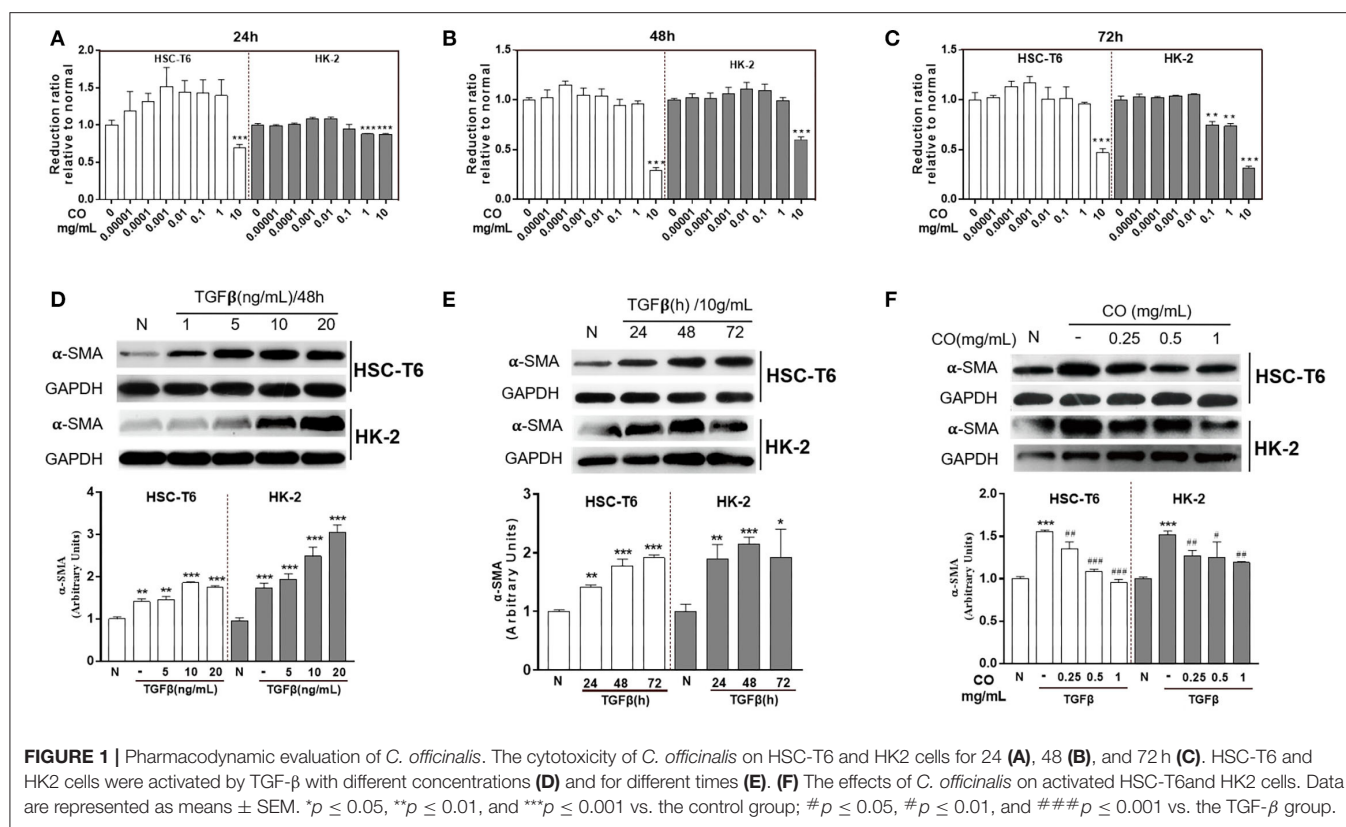 A
24h
B
48h
C
72h
HSC-T6
HK-2
HK-2
HSC-T6
HK-2
Reduction ratio
relative to normal
2.0
1.5
1.0
0.5
0.0
***
***
***
0
0.00001
0.0001
0.001
0.01
0.1
1
10
0
0.00001
0.0001
0.001
0.01
0.1
1
10
CO
mg/mL
Reduction ratio
relative to normal
1.5
1.0
0.5
0.0
***
***
0
0.0001
0.0001
0.001
0.01
0.1
1
10
0
0.00001
0.0001
0.001
0.01
0.1
1
10
CO
mg/mL
Reduction ratio
relative to normal
1.5
1.0
0.5
0.0
***
**
**
***
0
0.0001
0.0001
0.001
0.01
0.1
1
10
0
0.00001
0.0001
0.001
0.01
0.1
1
10
CO
mg/mL
D
TGFβ(ng/mL)/48h
N 1 5 10 20
α-SMA
GAPDH
HSC-T6
α-SMA
GAPDH
HK-2
HSC-T6 HK-2
α-SMA
(Arbitrary Units)
4
3
2
1
0
** ** *** ***
*** *** *** ***
N - 5 10 20 N - 5 10 20
TGFβ(ng/mL) TGFβ(ng/mL)
E
TGFβ(h) /10g/mL
N 24 48 72
α-SMA
GAPDH
HSC-T6
α-SMA
GAPDH
HK-2
HSC-T6 HK-2
α-SMA
(Arbitrary Units)
3
2
1
0
** *** ***
** *** *
N 24 48 72 N 24 48 72
TGFβ(h) TGFβ(h)
F
CO (mg/mL)
CO(mg/mL) N - 0.25 0.5 1
α-SMA
GAPDH
HSC-T6
α-SMA
GAPDH
HK-2
HSC-T6 HK-2
α-SMA
(Arbitrary Units)
2.0
1.5
1.0
0.5
0.0
*** ## ### ###
*** ## # ##
CO N - 0.25 0.5 1 N - 0.25 0.5 1
mg/mL TGFβ TGFβ
FIGURE 1 | Pharmacodynamic evaluation of C. officinalis. The cytotoxicity of C. officinalis on HSC-T6 and HK2 cells for 24 (A), 48 (B), and 72 h (C). HSC-T6 and
HK2 cells were activated by TGF-β with different concentrations (D) and for different times (E). (F) The effects of C. officinalis on activated HSC-T6and HK2 cells. Data
are represented as means ± SEM. *p ≤ 0.05, **p ≤ 0.01, and ***p ≤ 0.001 vs. the control group; #p ≤ 0.05, #p ≤ 0.01, and ###p ≤ 0.001 vs. the TGF-β group.